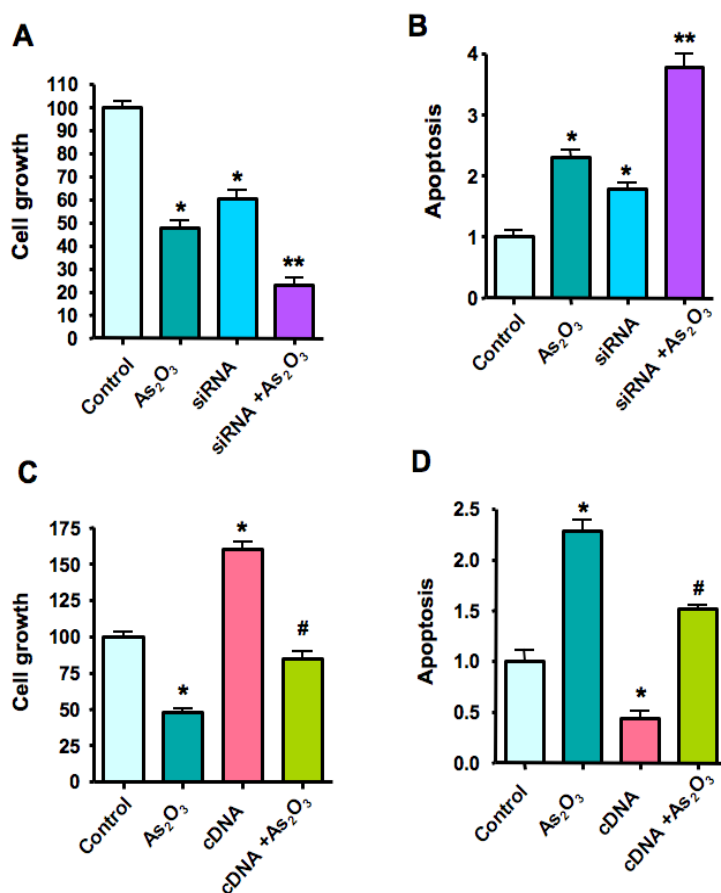 A
Cell growth
110
100
90
80
70
60
50
40
30
20
10
0
*
*
**
Control
As₂O₃
siRNA
siRNA +As₂O₃
B
Apoptosis
4
3
2
1
0
*
*
**
Control
As₂O₃
siRNA
siRNA +As₂O₃
C
Cell growth
175
150
125
100
75
50
25
0
*
*
#
Control
As₂O₃
cDNA
cDNA +As₂O₃
D
Apoptosis
2.5
2.0
1.5
1.0
0.5
0.0
*
*
#
Control
As₂O₃
cDNA
cDNA +As₂O₃